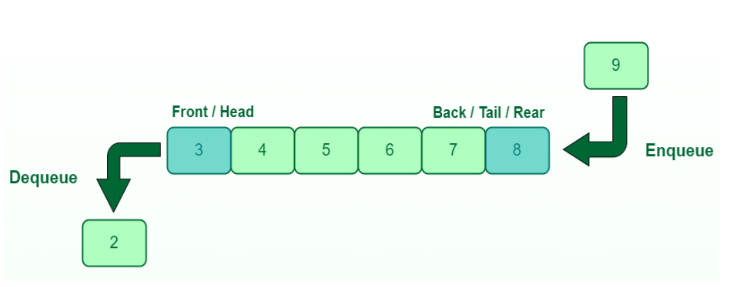 9
Front / Head
Back / Tail / Rear
3 4 5 6 7 8
Enqueue
Dequeue
2